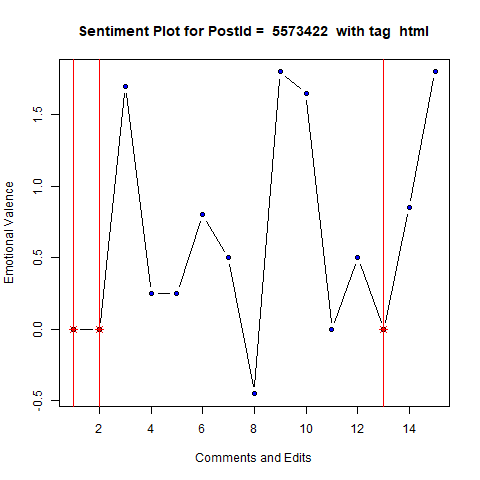 Sentiment Plot for PostId =  5573422  with tag  html
Emotional Valence
1.5
1.0
0.5
0.0
-0.5
2 4 6 8 10 12 14
Comments and Edits